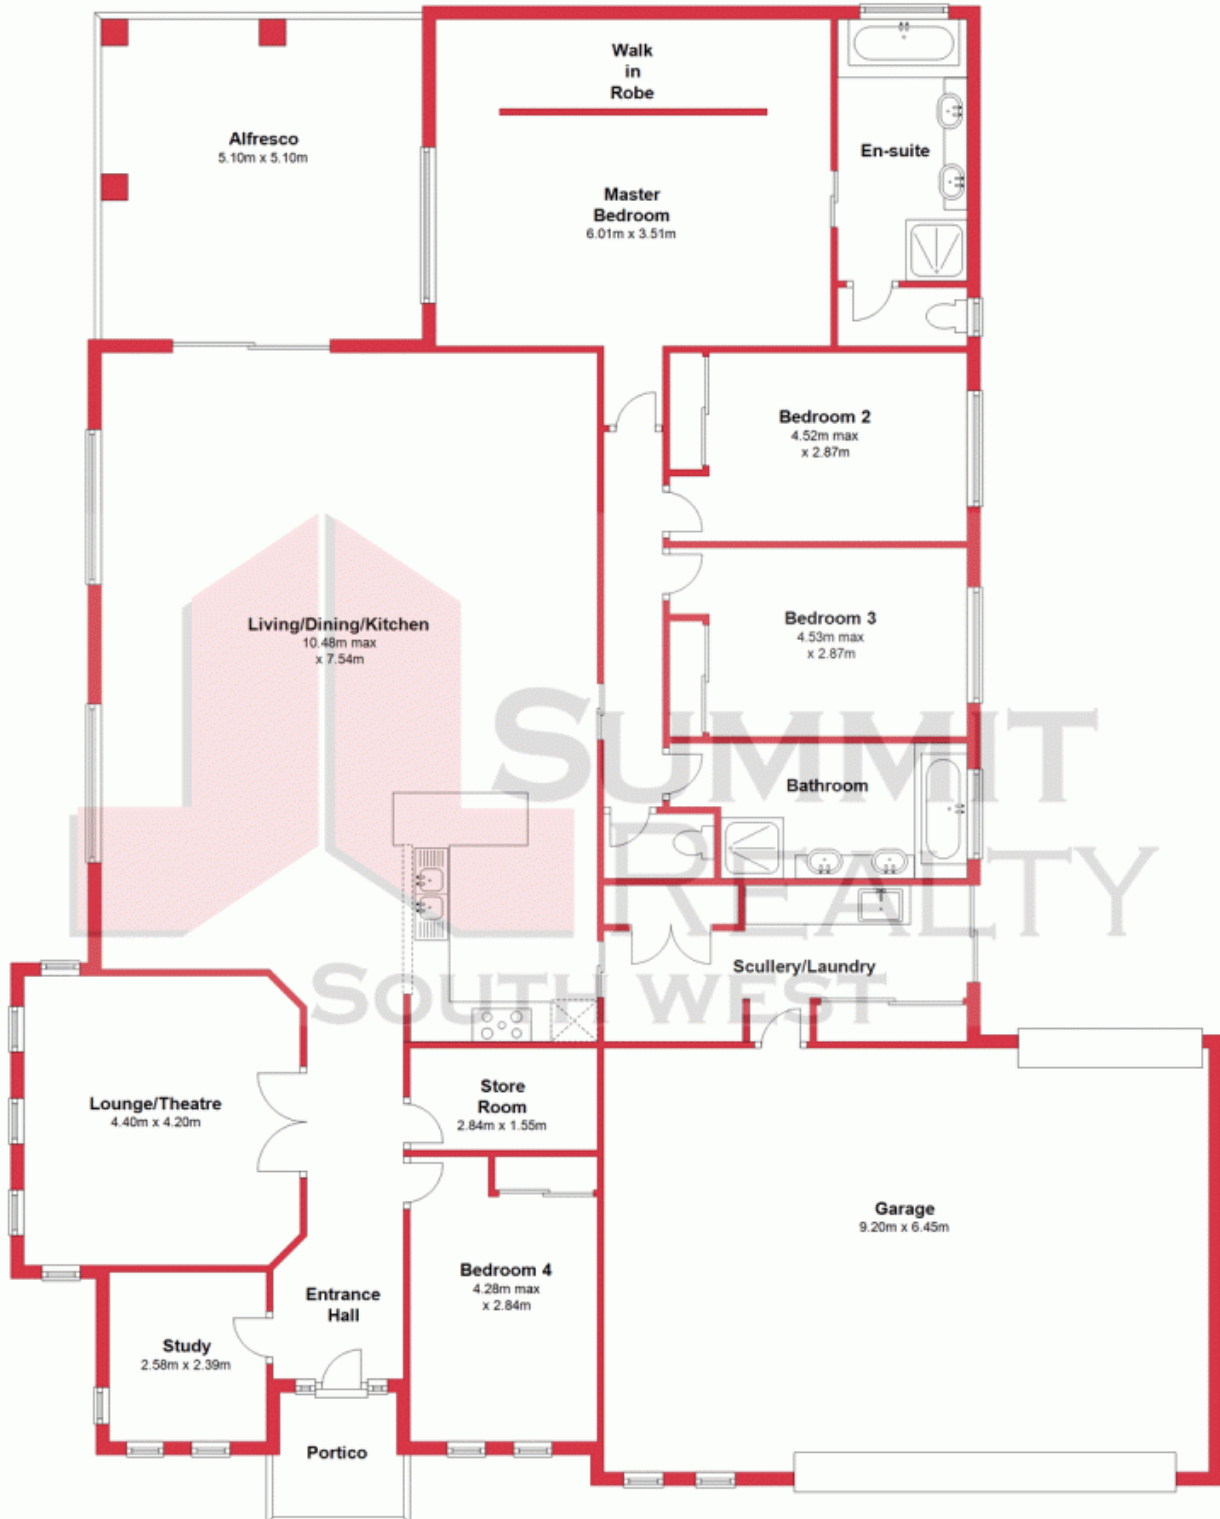 Walk
in
Robe
Alfresco
5.10m x 5.10m
En-suite
Master
Bedroom
6.01m x 3.51m
Bedroom 2
4.52m max
x 2.87m
Living/Dining/Kitchen
10.48m max
x 7.54m
Bedroom 3
4.53m max
x 2.87m
SUMMIT
REALTY
SOUTH WEST
Bathroom
Scullery/Laundry
Lounge/Theatre
4.40m x 4.20m
Store
Room
2.84m x 1.55m
Garage
9.20m x 6.45m
Bedroom 4
4.28m max
x 2.84m
Entrance
Hall
Study
2.58m x 2.39m
Portico